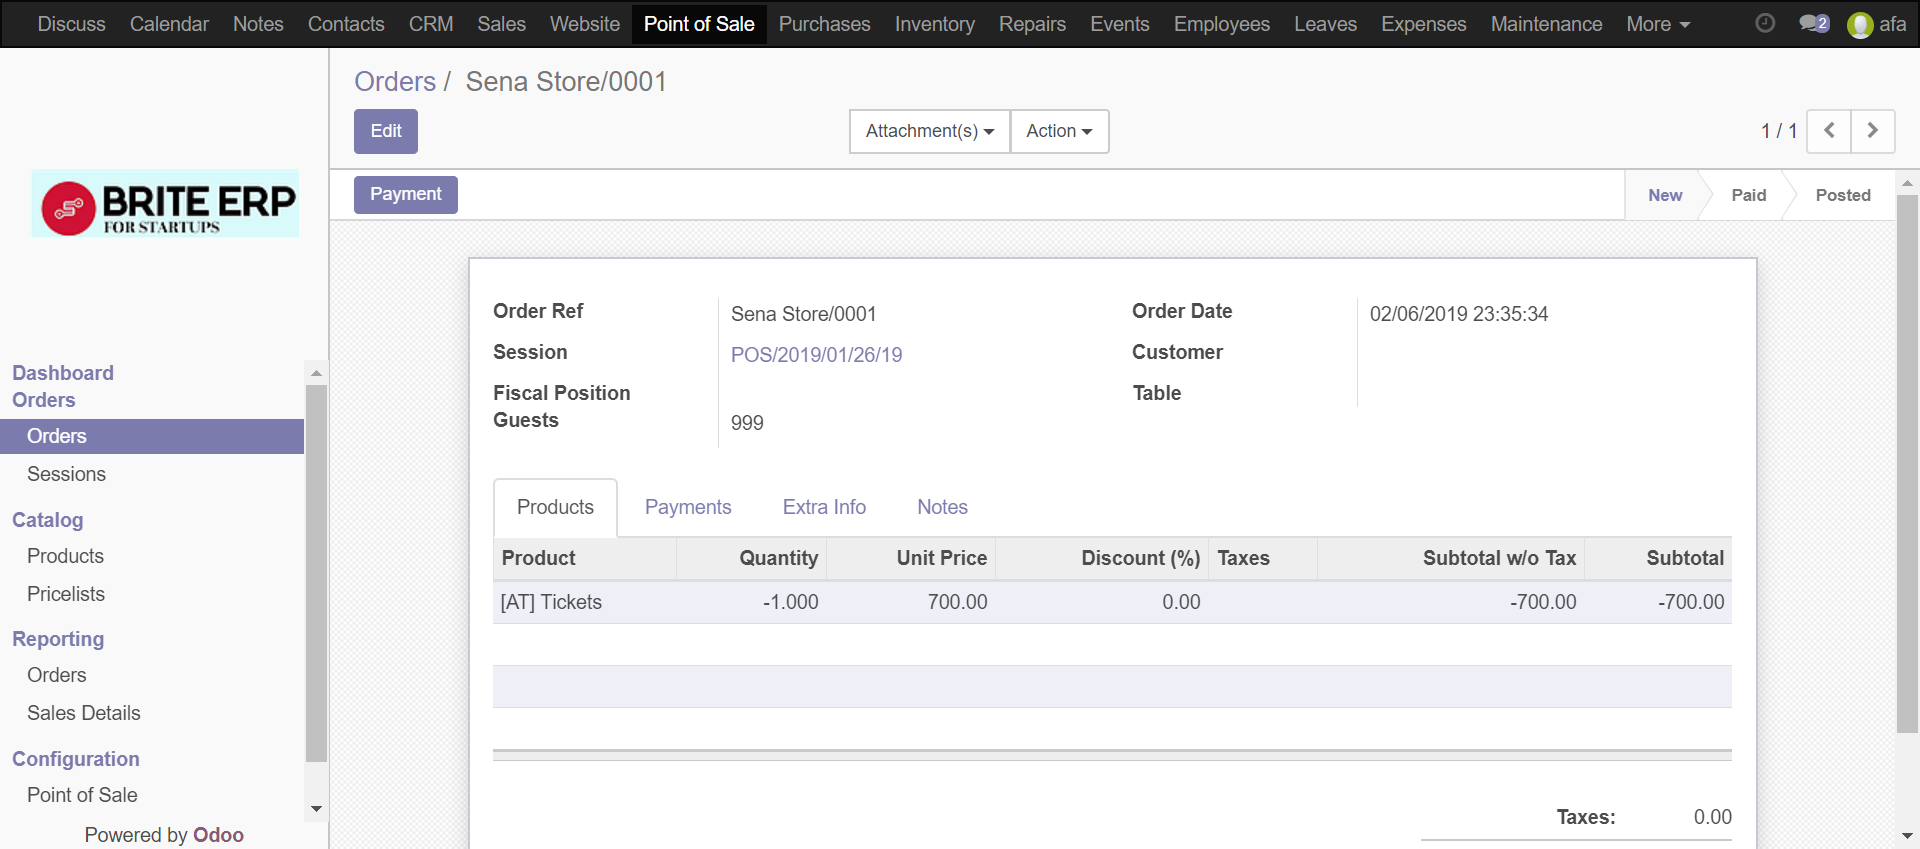 Discuss Calendar Notes Contacts CRM Sales Website Point of Sale Purchases Inventory Repairs Events Employees Leaves Expenses Maintenance More 2 afa
Orders / Sena Store/0001
Edit Attachment(s) Action 1 / 1
Payment New Paid Posted
BRITE ERP
FOR STARTUPS
Dashboard
Orders
Orders
Sessions
Catalog
Products
Pricelists
Reporting
Orders
Sales Details
Configuration
Point of Sale
Powered by Odoo
Order Ref Sena Store/0001 Order Date 02/06/2019 23:35:34
Session POS/2019/01/26/19 Customer
Fiscal Position Table
Guests 999
Products Payments Extra Info Notes
Product Quantity Unit Price Discount (%) Taxes Subtotal w/o Tax Subtotal
[AT] Tickets -1.000 700.00 0.00 -700.00 -700.00
Taxes: 0.00